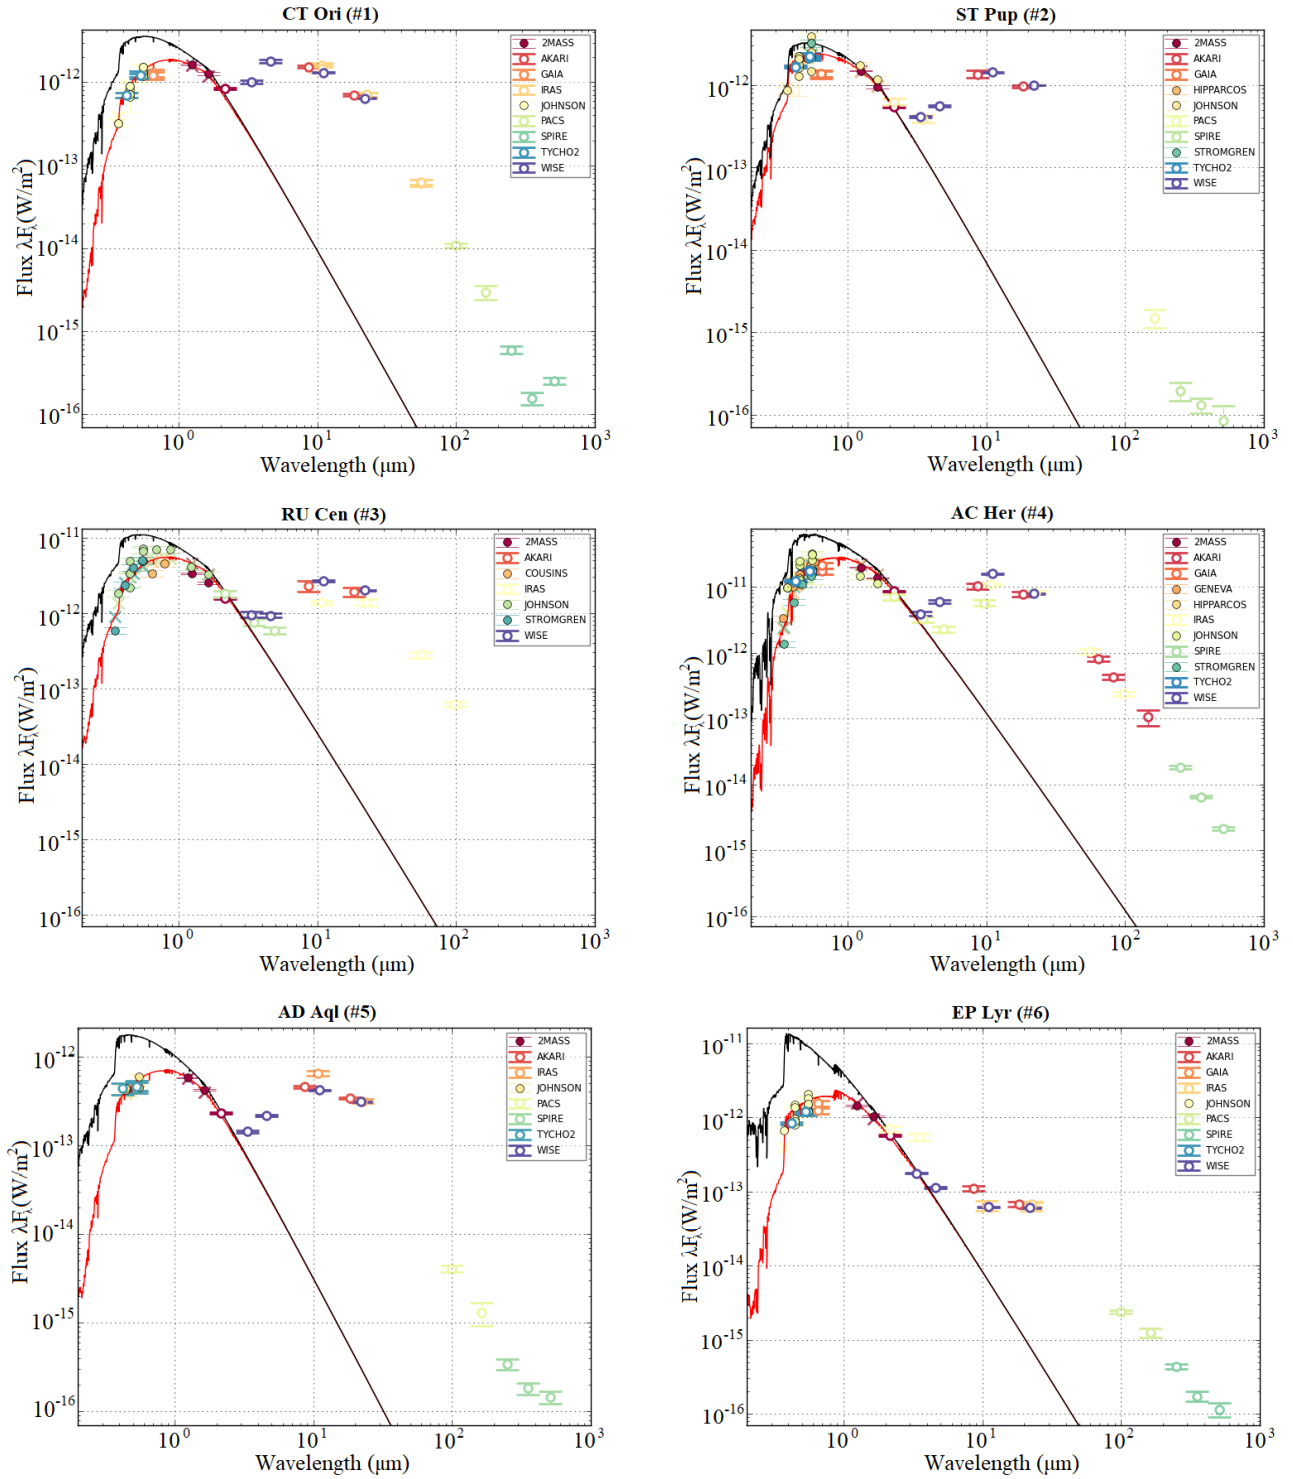 CT Ori (#1)
Flux λF_λ(W/m²)
10⁻¹²
10⁻¹³
10⁻¹⁴
10⁻¹⁵
10⁻¹⁶
2MASS
AKARI
GAIA
IRAS
JOHNSON
PACS
SPIRE
TYCHO2
WISE
10⁰
10¹
10²
10³
Wavelength (μm)
ST Pup (#2)
Flux λF_λ(W/m²)
10⁻¹²
10⁻¹³
10⁻¹⁴
10⁻¹⁵
10⁻¹⁶
2MASS
AKARI
GAIA
HIPPARCOS
JOHNSON
PACS
SPIRE
STROMGREN
TYCHO2
WISE
10⁰
10¹
10²
10³
Wavelength (μm)
RU Cen (#3)
Flux λF_λ(W/m²)
10⁻¹¹
10⁻¹²
10⁻¹³
10⁻¹⁴
10⁻¹⁵
10⁻¹⁶
2MASS
AKARI
COUSINS
IRAS
JOHNSON
STROMGREN
WISE
10⁰
10¹
10²
10³
Wavelength (μm)
AC Her (#4)
Flux λF_λ(W/m²)
10⁻¹¹
10⁻¹²
10⁻¹³
10⁻¹⁴
10⁻¹⁵
10⁻¹⁶
2MASS
AKARI
GAIA
GENEVA
HIPPARCOS
IRAS
JOHNSON
SPIRE
STROMGREN
TYCHO2
WISE
10⁰
10¹
10²
10³
Wavelength (μm)
AD Aql (#5)
Flux λF_λ(W/m²)
10⁻¹²
10⁻¹³
10⁻¹⁴
10⁻¹⁵
10⁻¹⁶
2MASS
AKARI
IRAS
JOHNSON
PACS
SPIRE
TYCHO2
WISE
10⁰
10¹
10²
10³
Wavelength (μm)
EP Lyr (#6)
Flux λF_λ(W/m²)
10⁻¹¹
10⁻¹²
10⁻¹³
10⁻¹⁴
10⁻¹⁵
10⁻¹⁶
2MASS
AKARI
GAIA
IRAS
JOHNSON
PACS
SPIRE
TYCHO2
WISE
10⁰
10¹
10²
10³
Wavelength (μm)